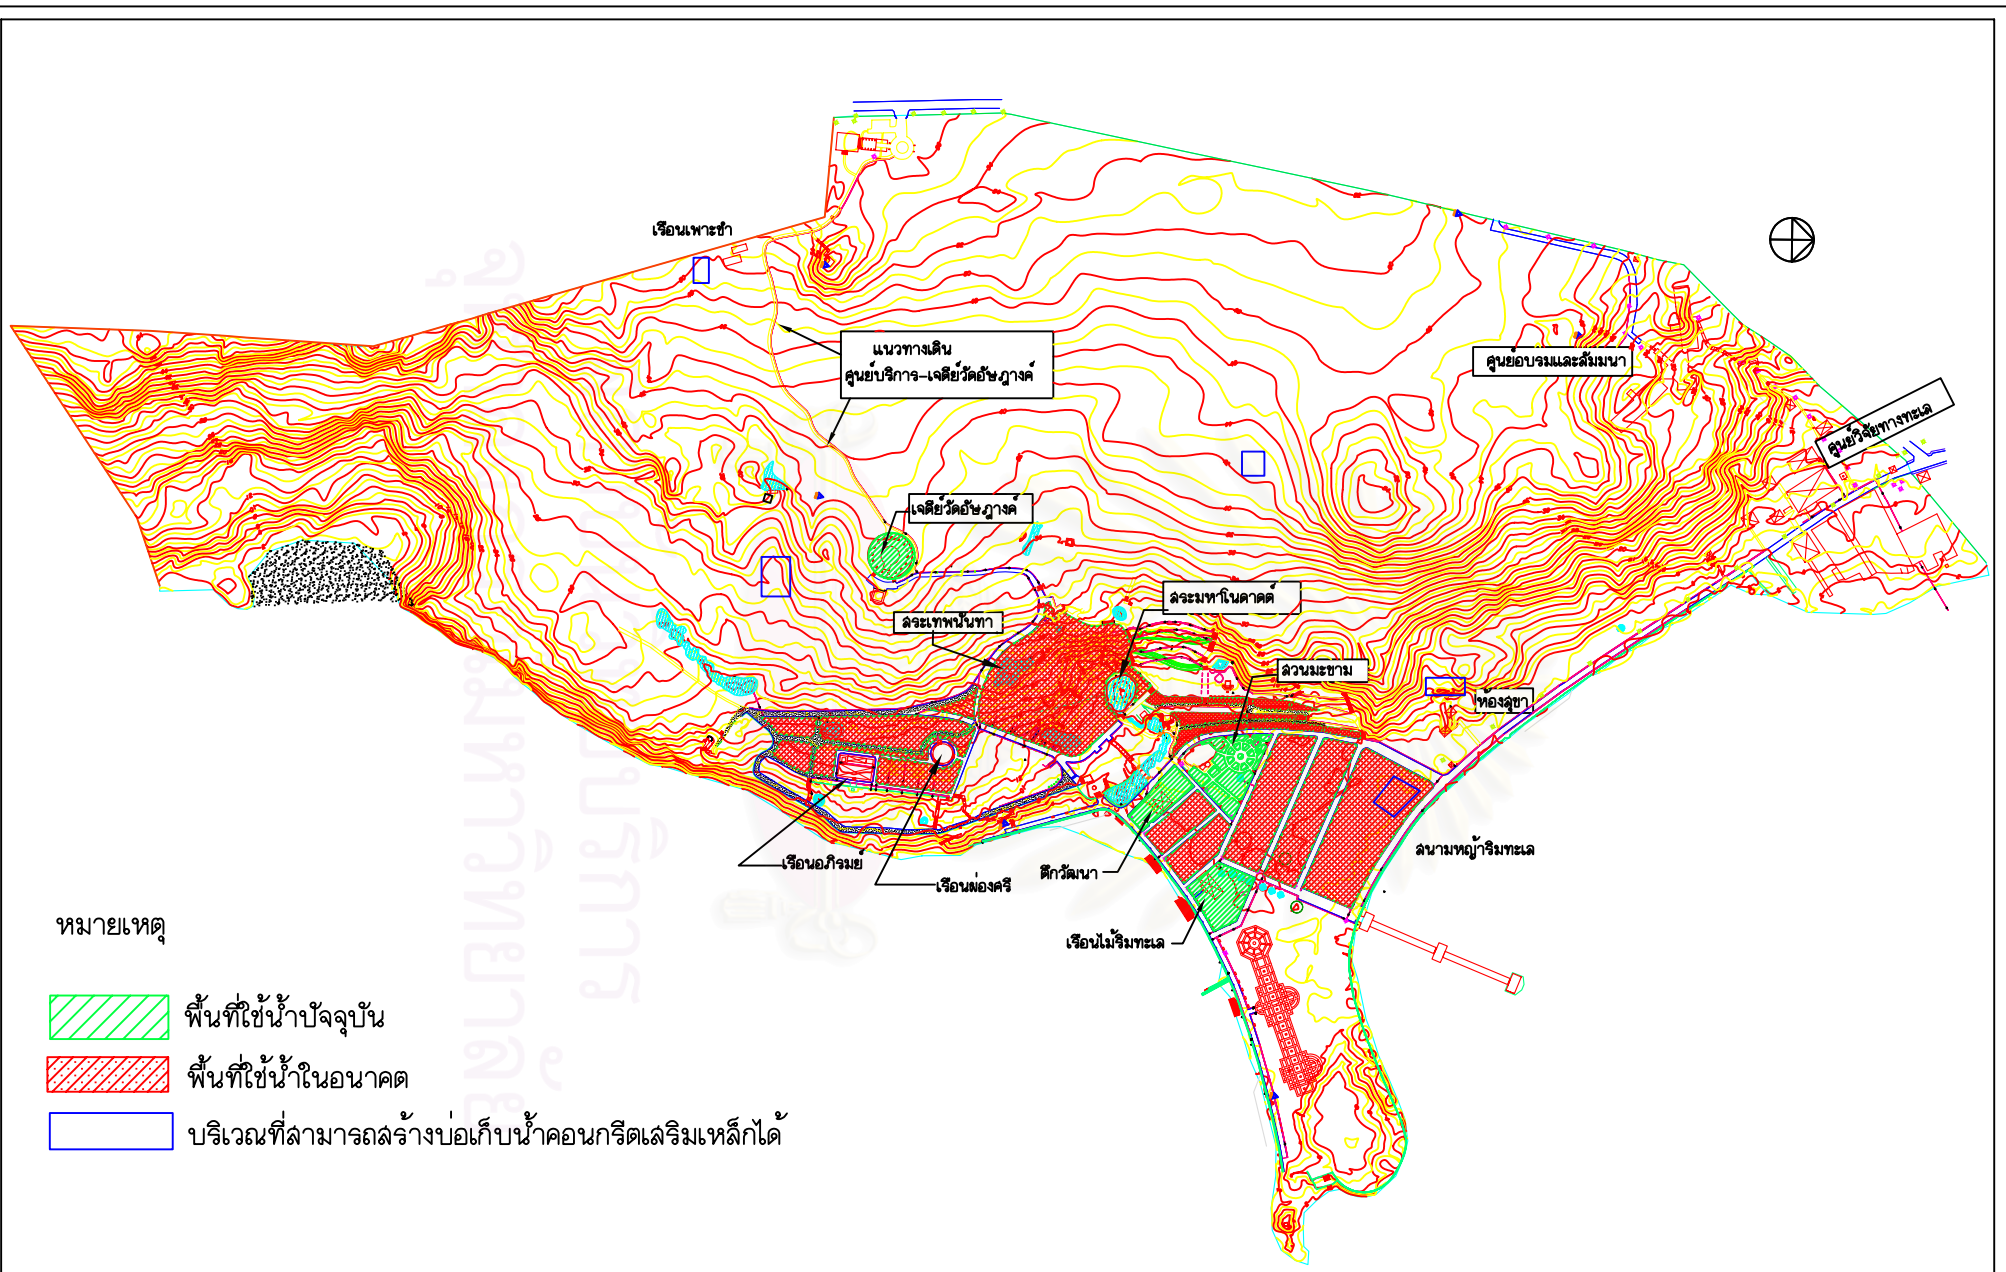 เรือนเพาะชำ
แนวทางเดิน
ศูนย์บริการ-เจดีย์วัดอัษฎางค์
ศูนย์อบรมและสัมมนา
ศูนย์วิจัยทางทะเล
เจดีย์วัดอัษฎางค์
สระมหาโนดาดต์
สระเทพนันทา
สวนมะขาม
ห้องสุขา
สนามหญ้าริมทะเล
เรือนอภิรมย์
เรือนผ่องศรี
ตึกวัฒนา
เรือนไม้ริมทะเล
หมายเหตุ
พื้นที่ใช้น้ำปัจจุบัน
พื้นที่ใช้น้ำในอนาคต
บริเวณที่สามารถสร้างบ่อเก็บน้ำคอนกรีตเสริมเหล็กได้